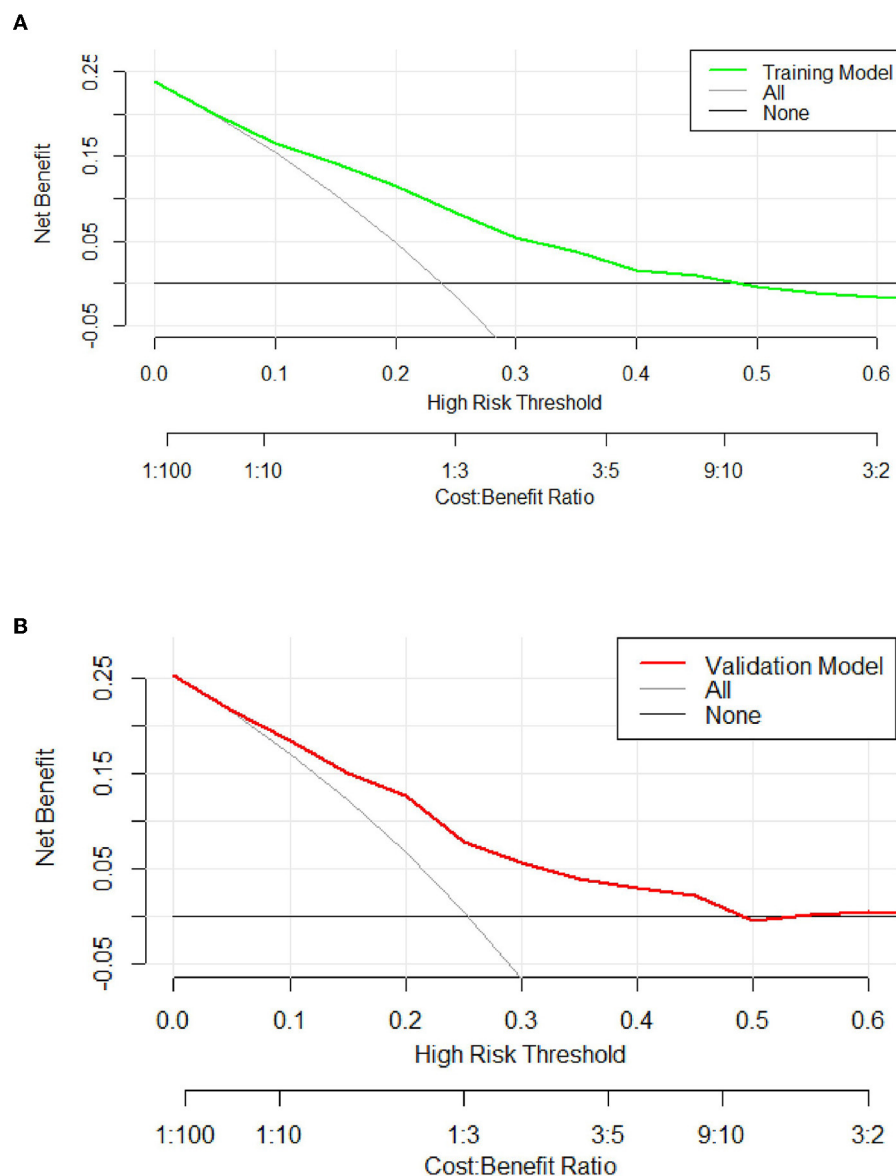 A
Training Model
All
None
Net Benefit
0.25
0.15
0.05
-0.05
0.0 0.1 0.2 0.3 0.4 0.5 0.6
High Risk Threshold
1:100 1:10 1:3 3:5 9:10 3:2
Cost:Benefit Ratio
B
Validation Model
All
None
Net Benefit
0.25
0.15
0.05
-0.05
0.0 0.1 0.2 0.3 0.4 0.5 0.6
High Risk Threshold
1:100 1:10 1:3 3:5 9:10 3:2
Cost:Benefit Ratio